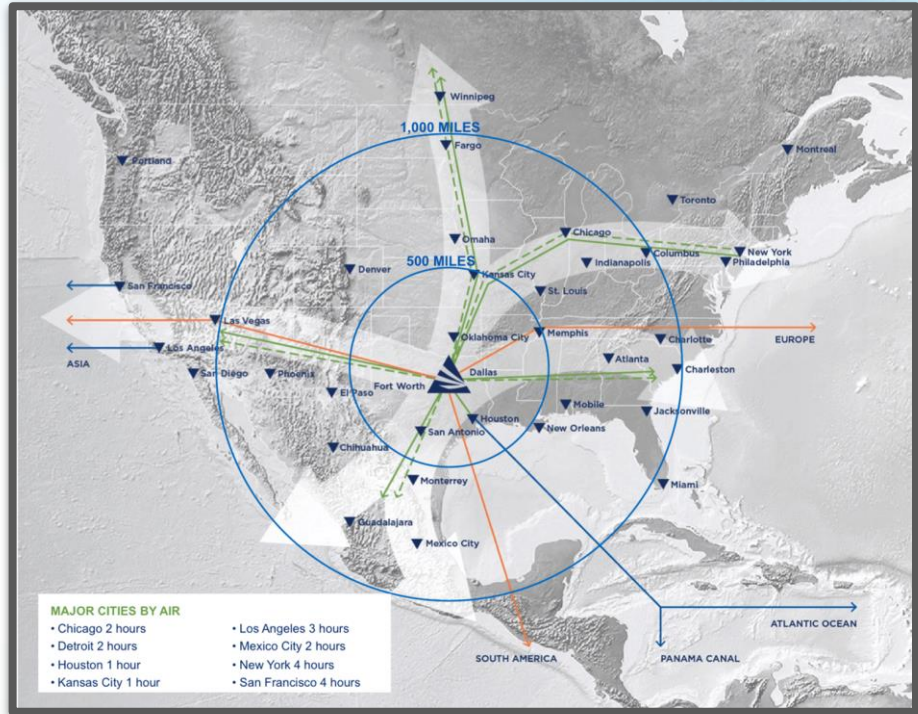 Winnipeg
1,000 MILES
Fargo
Portland
Montreal
Toronto
Omaha
Chicago
Columbus
New York
Denver
500 MILES
Kansas City
Indianapolis
Philadelphia
San Francisco
St. Louis
Las Vegas
Oklahoma City
Memphis
Charlotte
EUROPE
Los Angeles
ASIA
Atlanta
San Diego
Phoenix
Dallas
Charleston
Fort Worth
El Paso
Mobile
Jacksonville
Houston
San Antonio
New Orleans
Chihuahua
Monterrey
Miami
Guadalajara
Mexico City
MAJOR CITIES BY AIR
• Chicago 2 hours
• Detroit 2 hours
• Houston 1 hour
• Kansas City 1 hour
• Los Angeles 3 hours
• Mexico City 2 hours
• New York 4 hours
• San Francisco 4 hours
SOUTH AMERICA
PANAMA CANAL
ATLANTIC OCEAN